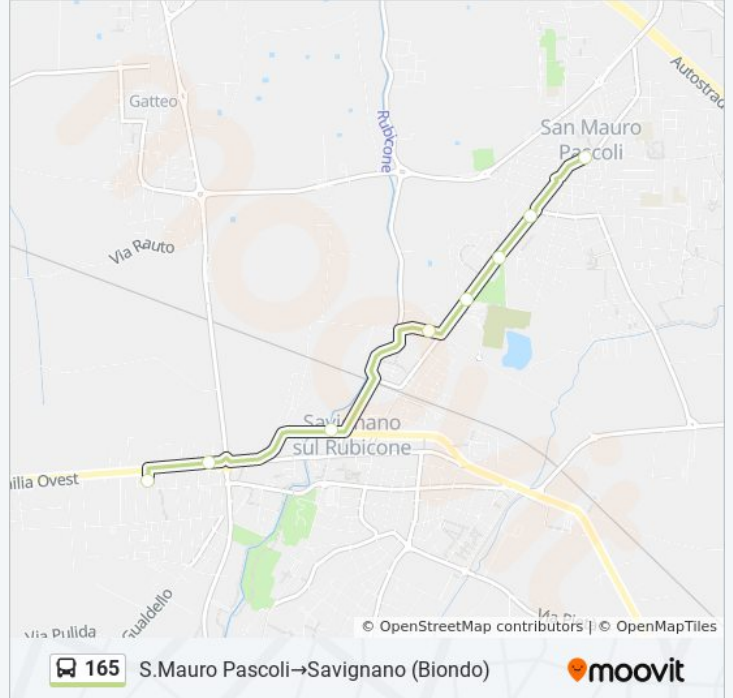 Autostrad
Gatteo
Rubicone
San Mauro
Pascoli
Via Rauto
Savignano
sul Rubicone
ilia Ovest
Gualdello
Via Pulida
© OpenStreetMap contributors | © OpenMapTiles
165 S.Mauro Pascoli→Savignano (Biondo)
moovit